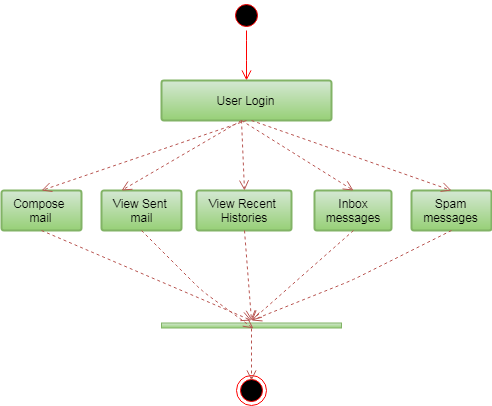 User Login
Compose
mail
View Sent
mail
View Recent
Histories
Inbox
messages
Spam
messages